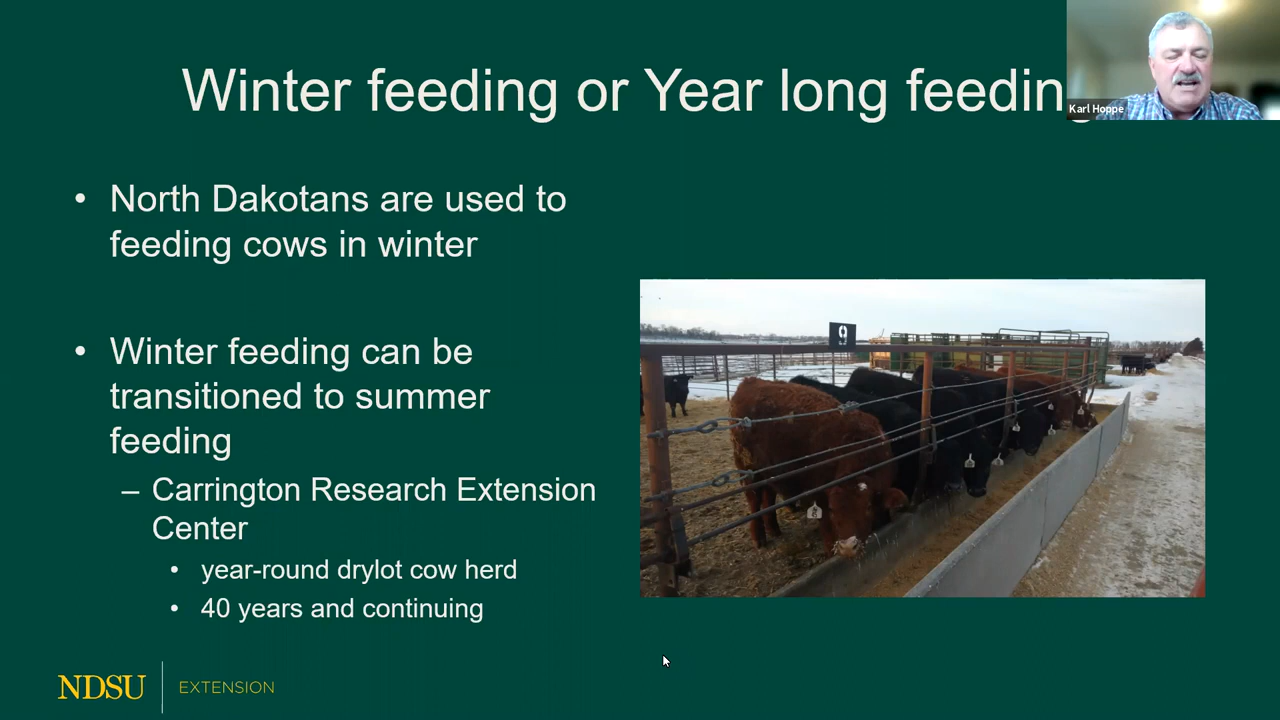 Winter feeding or Year long feeding
Karl Hoppe
• North Dakotans are used to
feeding cows in winter
• Winter feeding can be
transitioned to summer
feeding
– Carrington Research Extension
Center
• year-round drylot cow herd
• 40 years and continuing
9
NDSU
EXTENSION